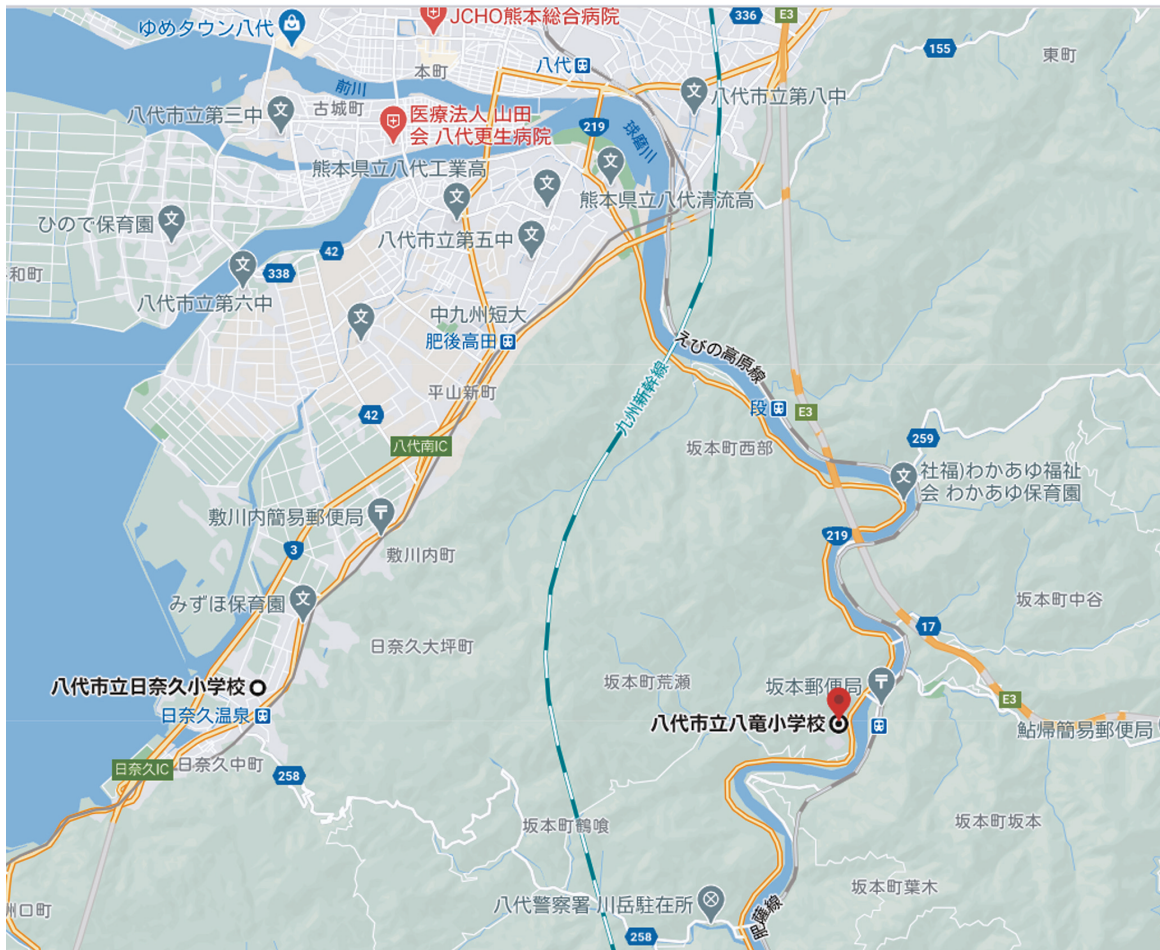 JCHO熊本総合病院
ゆめタウン八代
336
E3
155
東町
八代
本町
前川
古城町
八代市立第三中
八代市立第八中
医療法人 山田
会 八代更生病院
219
球磨川
熊本県立八代工業高
熊本県立八代清流高
ひので保育園
八代市立第五中
42
338
和町
八代市立第六中
中九州短大
肥後高田
えびの高原線
九州新幹線
平山新町
段
E3
42
八代南IC
坂本町西部
259
社福)わかあゆ福祉
会 わかあゆ保育園
敷川内簡易郵便局
3
219
敷川内町
みずほ保育園
坂本町中谷
17
日奈久大坪町
八代市立日奈久小学校
坂本町荒瀬
坂本郵便局
E3
日奈久温泉
八代市立八竜小学校
鮎帰簡易郵便局
日奈久IC
日奈久中町
258
坂本町鶴喰
坂本町坂本
坂本町葉木
八代警察署 川岳駐在所
州口町
肥薩線
258